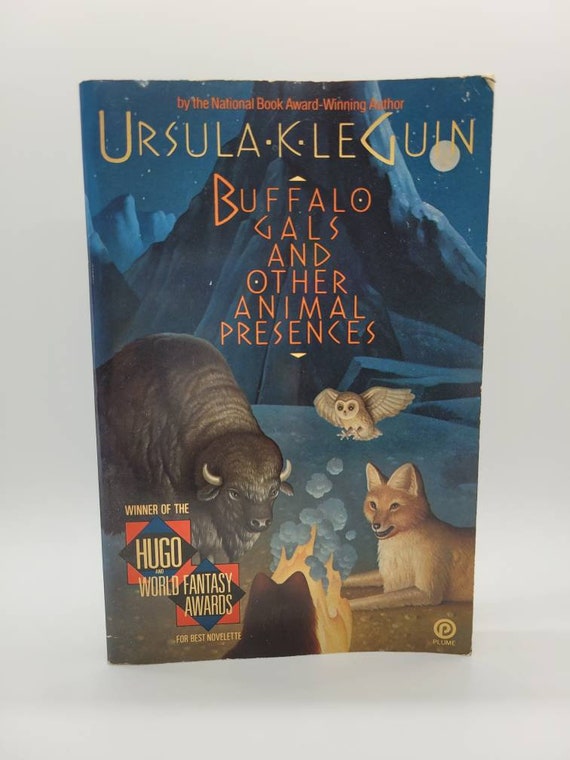 by the National Book Award-Winning Author
URSULA·K·LEGUIN
BUFFALO
GALS
AND
OTHER
ANIMAL
PRESENCES
WINNER OF THE
HUGO
AND
WORLD FANTASY
AWARDS
FOR BEST NOVELETTE
P
PLUME